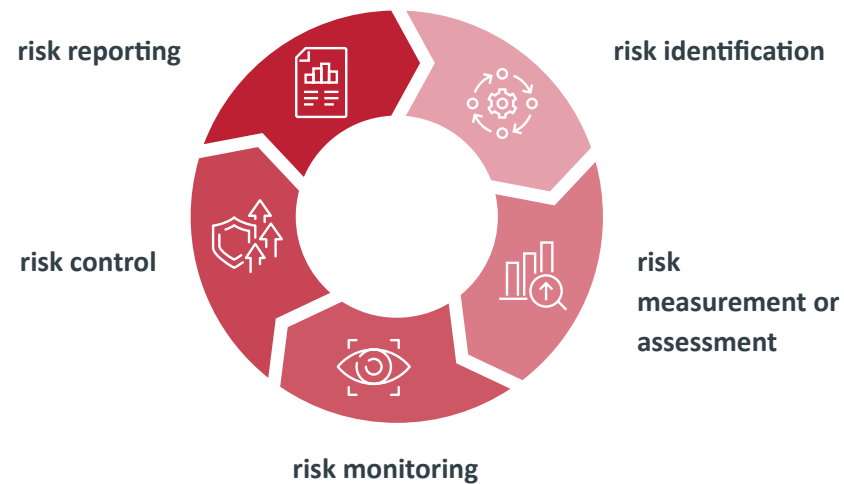 risk reporting
risk identification
risk control
risk
measurement or
assessment
risk monitoring